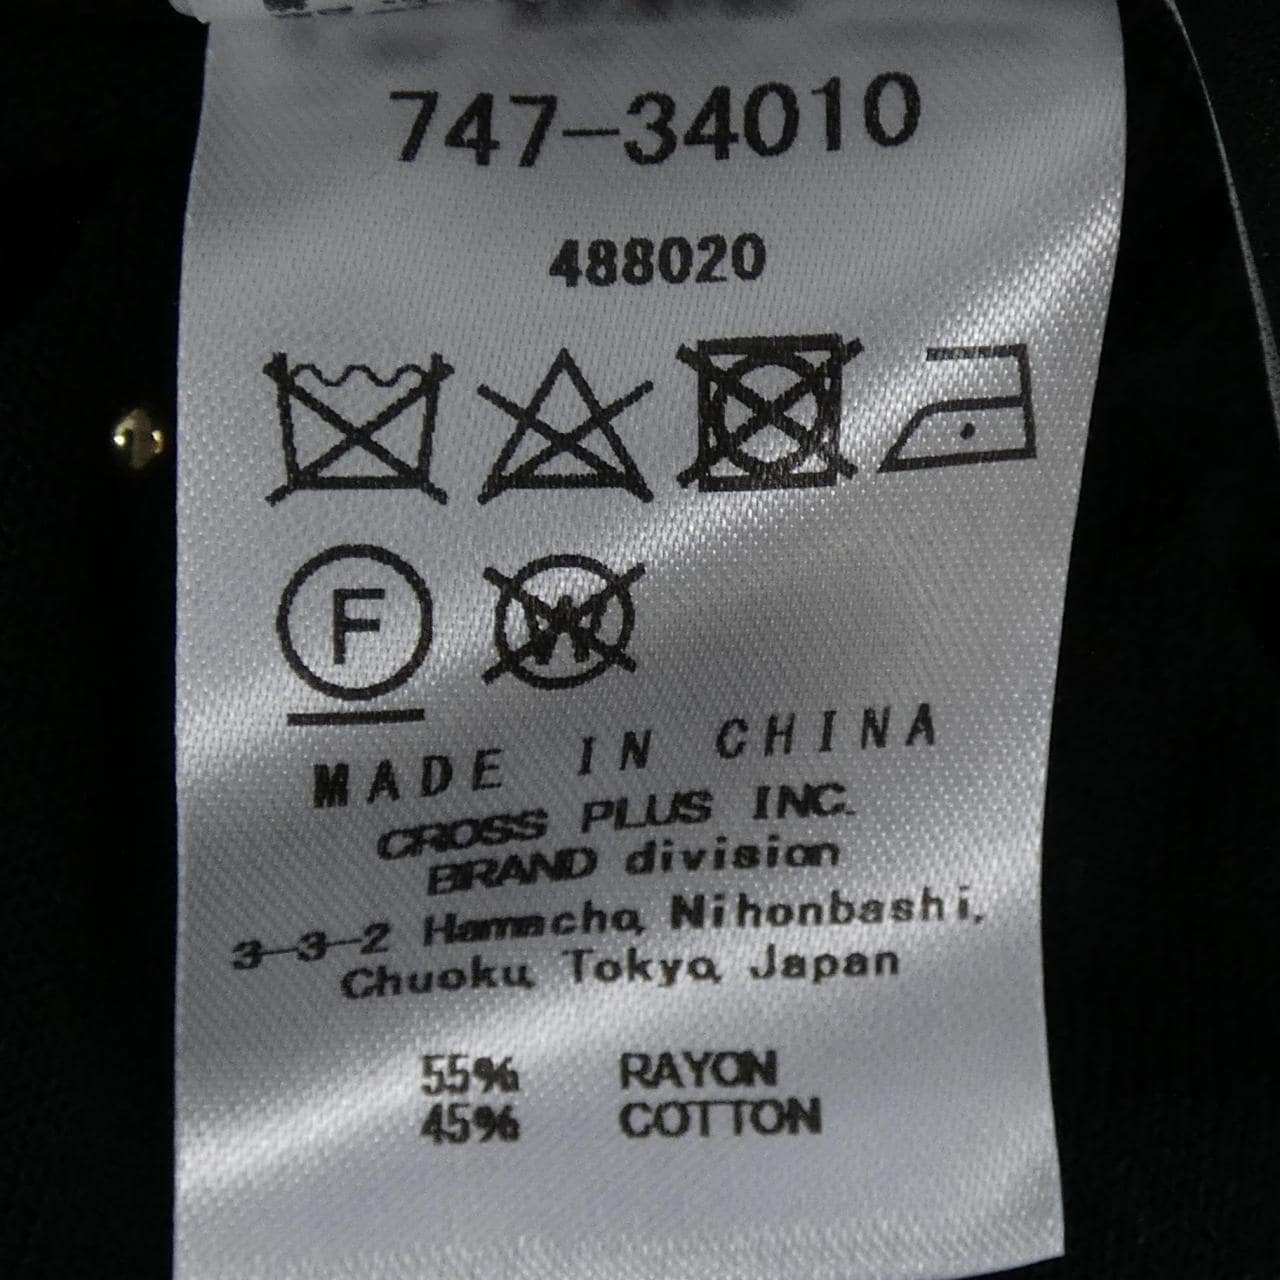 747-34010
488020
F
W
MADE IN CHINA
CROSS PLUS INC.
BRAND division
3-3-2 Hamacho, Nihonbashi,
Chuoku, Tokyo, Japan
55% RAYON
45% COTTON